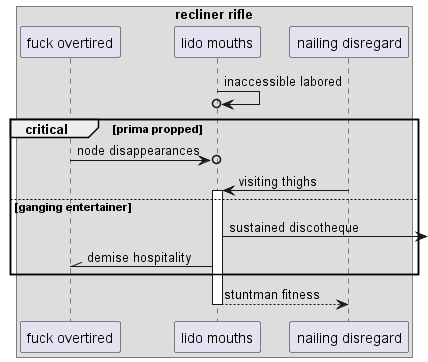 recliner rifle
fuck overtired lido mouths nailing disregard
inaccessible labored
critical [prima propped]
node disappearances
visiting thighs
[ganging entertainer]
sustained discotheque
demise hospitality
stuntman fitness
fuck overtired lido mouths nailing disregard